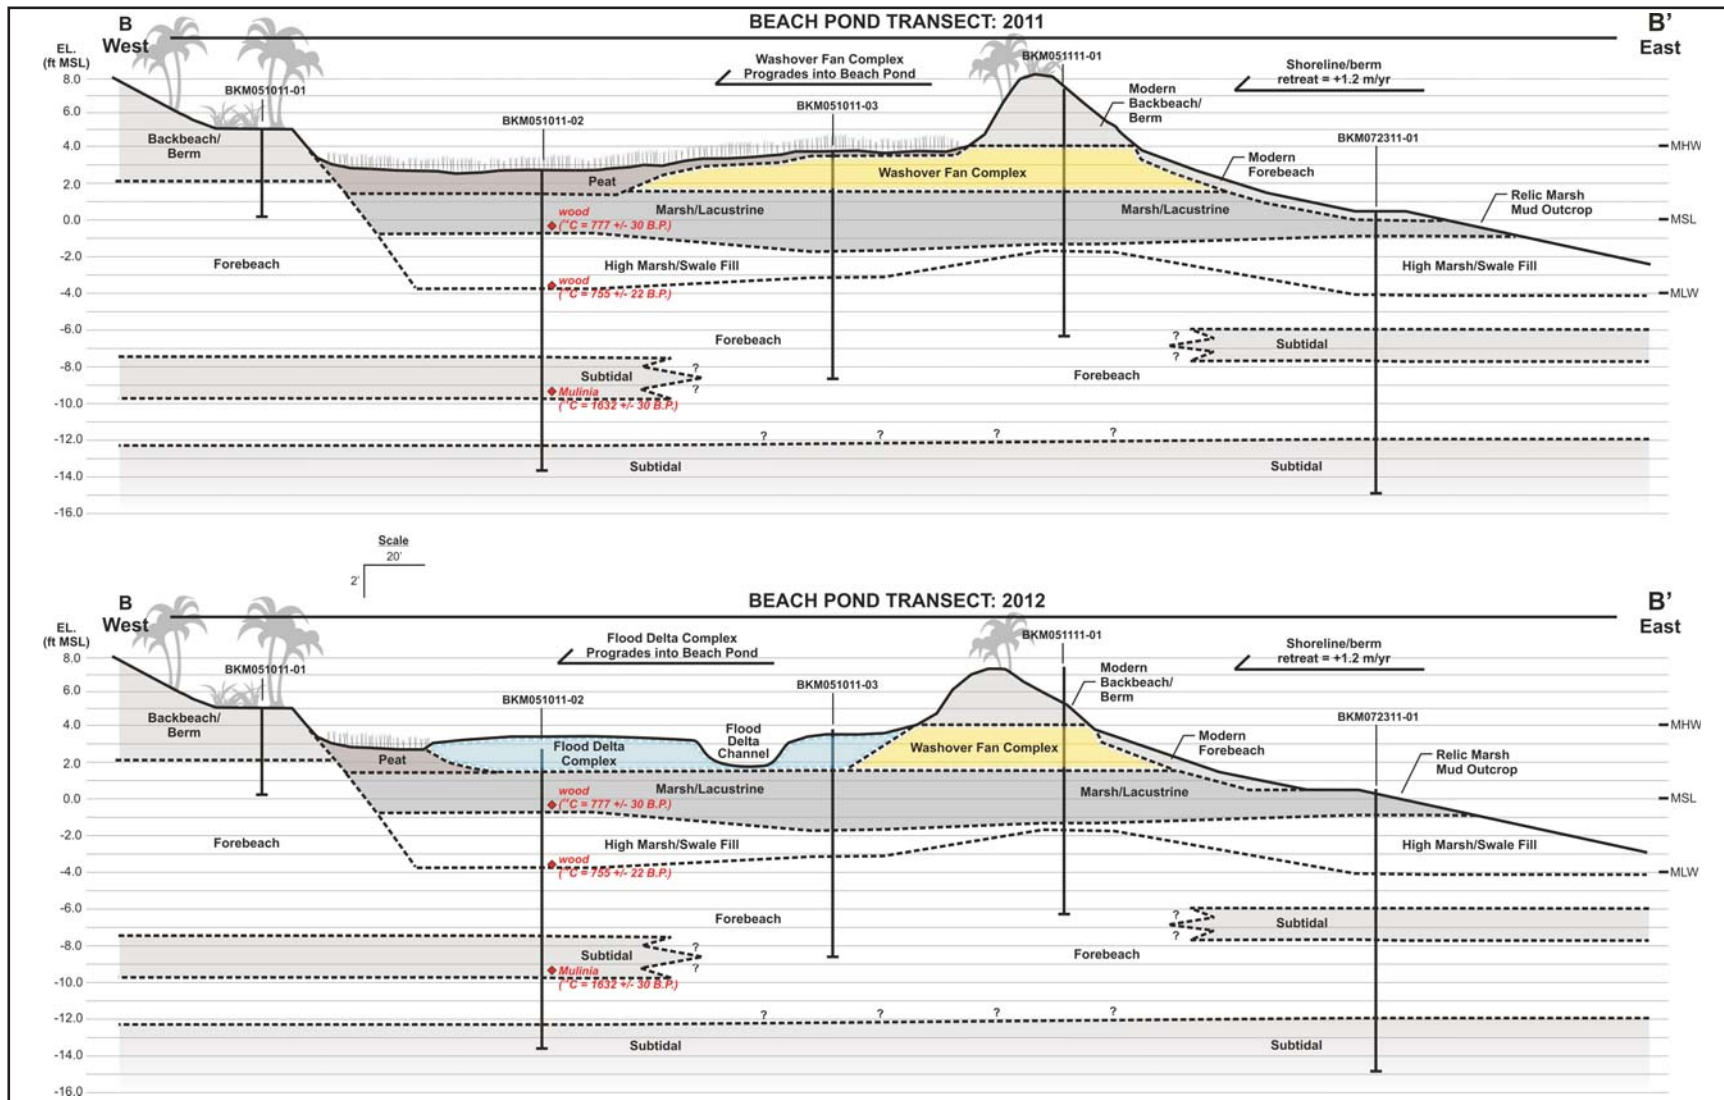 BEACH POND TRANSECT: 2011
B
West
B’
East
EL.
(ft MSL)
8.0
6.0
4.0
2.0
0.0
-2.0
-4.0
-6.0
-8.0
-10.0
-12.0
-14.0
-16.0
BKM051011-01
BKM051011-02
Washover Fan Complex
Progrades into Beach Pond
BKM051011-03
BKM051111-01
Shoreline/berm
retreat = +1.2 m/yr
BKM072311-01
Modern
Backbeach/
Berm
Backbeach/
Berm
MHW
Modern
Forebeach
Peat
Washover Fan Complex
Relic Marsh
Mud Outcrop
wood
(¹⁴C = 777 +/- 30 B.P.)
Marsh/Lacustrine
Marsh/Lacustrine
MSL
Forebeach
High Marsh/Swale Fill
High Marsh/Swale Fill
wood
(¹⁴C = 755 +/- 22 B.P.)
MLW
Forebeach
?
Subtidal
?
Subtidal
?
?
Forebeach
Mulinia
(¹⁴C = 1632 +/- 30 B.P.)
? ? ? ?
Subtidal
Subtidal
Scale
20'
2'
BEACH POND TRANSECT: 2012
B
West
B’
East
EL.
(ft MSL)
8.0
6.0
4.0
2.0
0.0
-2.0
-4.0
-6.0
-8.0
-10.0
-12.0
-14.0
-16.0
BKM051011-01
BKM051011-02
Flood Delta Complex
Progrades into Beach Pond
BKM051011-03
BKM051111-01
Shoreline/berm
retreat = +1.2 m/yr
BKM072311-01
Modern
Backbeach/
Berm
Backbeach/
Berm
MHW
Flood
Delta
Channel
Modern
Forebeach
Peat
Flood Delta
Complex
Washover Fan Complex
Relic Marsh
Mud Outcrop
wood
(¹⁴C = 777 +/- 30 B.P.)
Marsh/Lacustrine
Marsh/Lacustrine
MSL
Forebeach
High Marsh/Swale Fill
High Marsh/Swale Fill
wood
(¹⁴C = 755 +/- 22 B.P.)
MLW
Forebeach
?
Subtidal
?
Subtidal
?
?
Forebeach
Mulinia
(¹⁴C = 1632 +/- 30 B.P.)
? ? ? ?
Subtidal
Subtidal